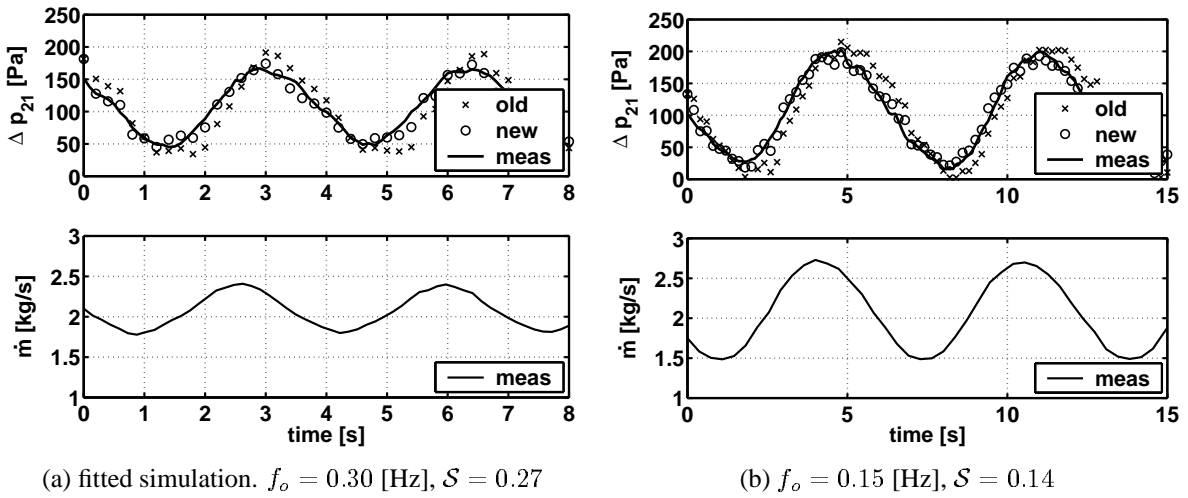 250
200
150
100
50
0
Δ p21 [Pa]
0 1 2 3 4 5 6 7 8
old
new
meas
3
2.5
2
1.5
1
ṁ [kg/s]
meas
0 1 2 3 4 5 6 7 8
time [s]
(a) fitted simulation. fo = 0.30 [Hz], S = 0.27
250
200
150
100
50
0
Δ p21 [Pa]
0 5 10 15
old
new
meas
3
2.5
2
1.5
1
ṁ [kg/s]
meas
0 5 10 15
time [s]
(b) fo = 0.15 [Hz], S = 0.14